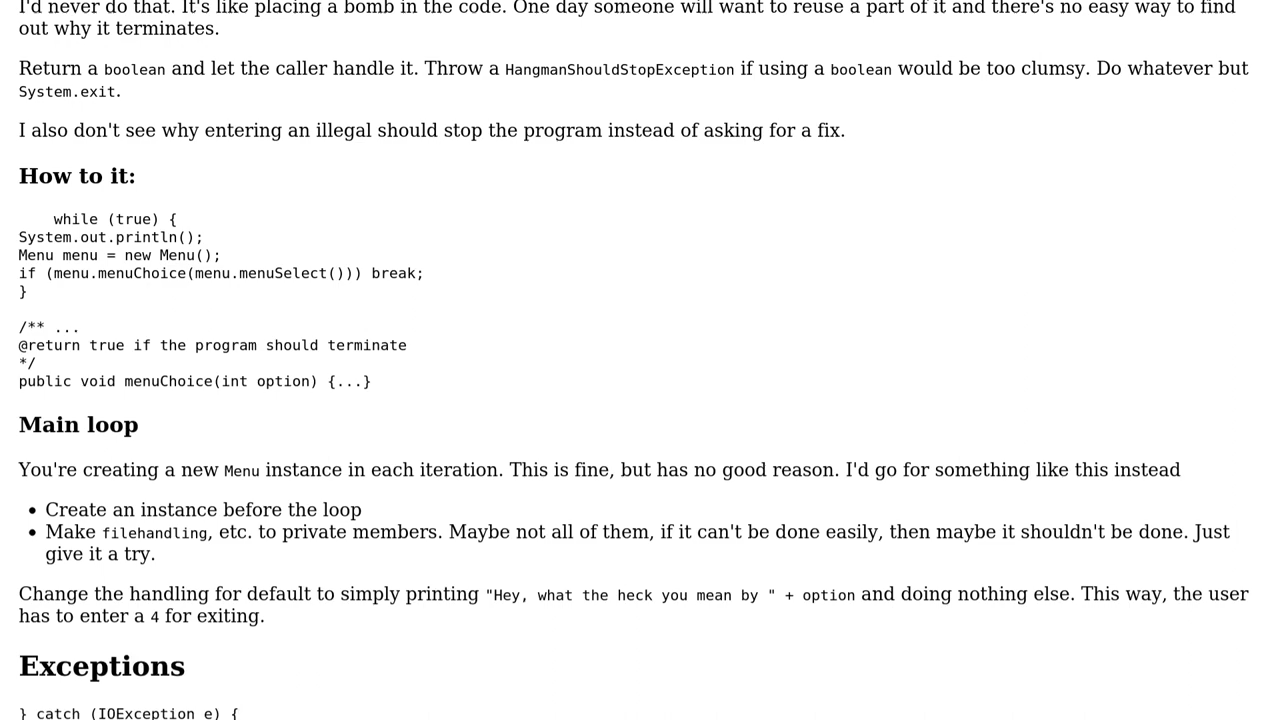 I'd never do that. It's like placing a bomb in the code. One day someone will want to reuse a part of it and there's no easy way to find
out why it terminates.
Return a boolean and let the caller handle it. Throw a HangmanShouldStopException if using a boolean would be too clumsy. Do whatever but
System.exit.
I also don't see why entering an illegal should stop the program instead of asking for a fix.
How to it:
    while (true) {
System.out.println();
Menu menu = new Menu();
if (menu.menuChoice(menu.menuSelect())) break;
}
/** ...
@return true if the program should terminate
*/
public void menuChoice(int option) {...}
Main loop
You're creating a new Menu instance in each iteration. This is fine, but has no good reason. I'd go for something like this instead
• Create an instance before the loop
• Make filehandling, etc. to private members. Maybe not all of them, if it can't be done easily, then maybe it shouldn't be done. Just
give it a try.
Change the handling for default to simply printing "Hey, what the heck you mean by " + option and doing nothing else. This way, the user
has to enter a 4 for exiting.
Exceptions
} catch (IOException e) {